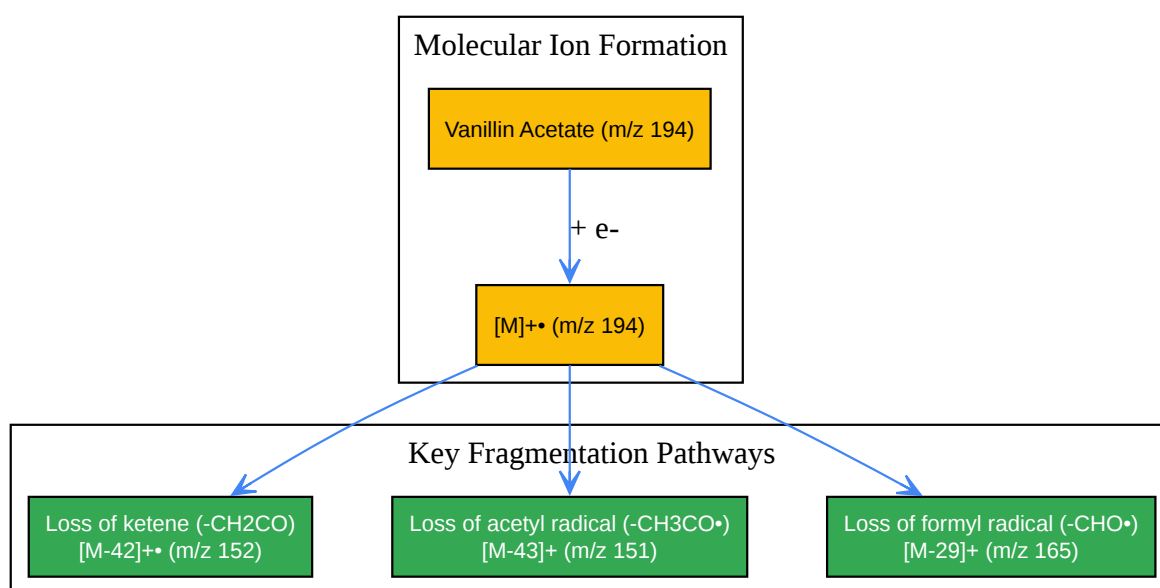 Molecular Ion Formation
Vanillin Acetate (m/z 194)
+ e-
[M]+• (m/z 194)
Key Fragmentation Pathways
Loss of ketene (-CH2CO)
[M-42]+• (m/z 152)
Loss of acetyl radical (-CH3CO•)
[M-43]+ (m/z 151)
Loss of formyl radical (-CHO•)
[M-29]+ (m/z 165)